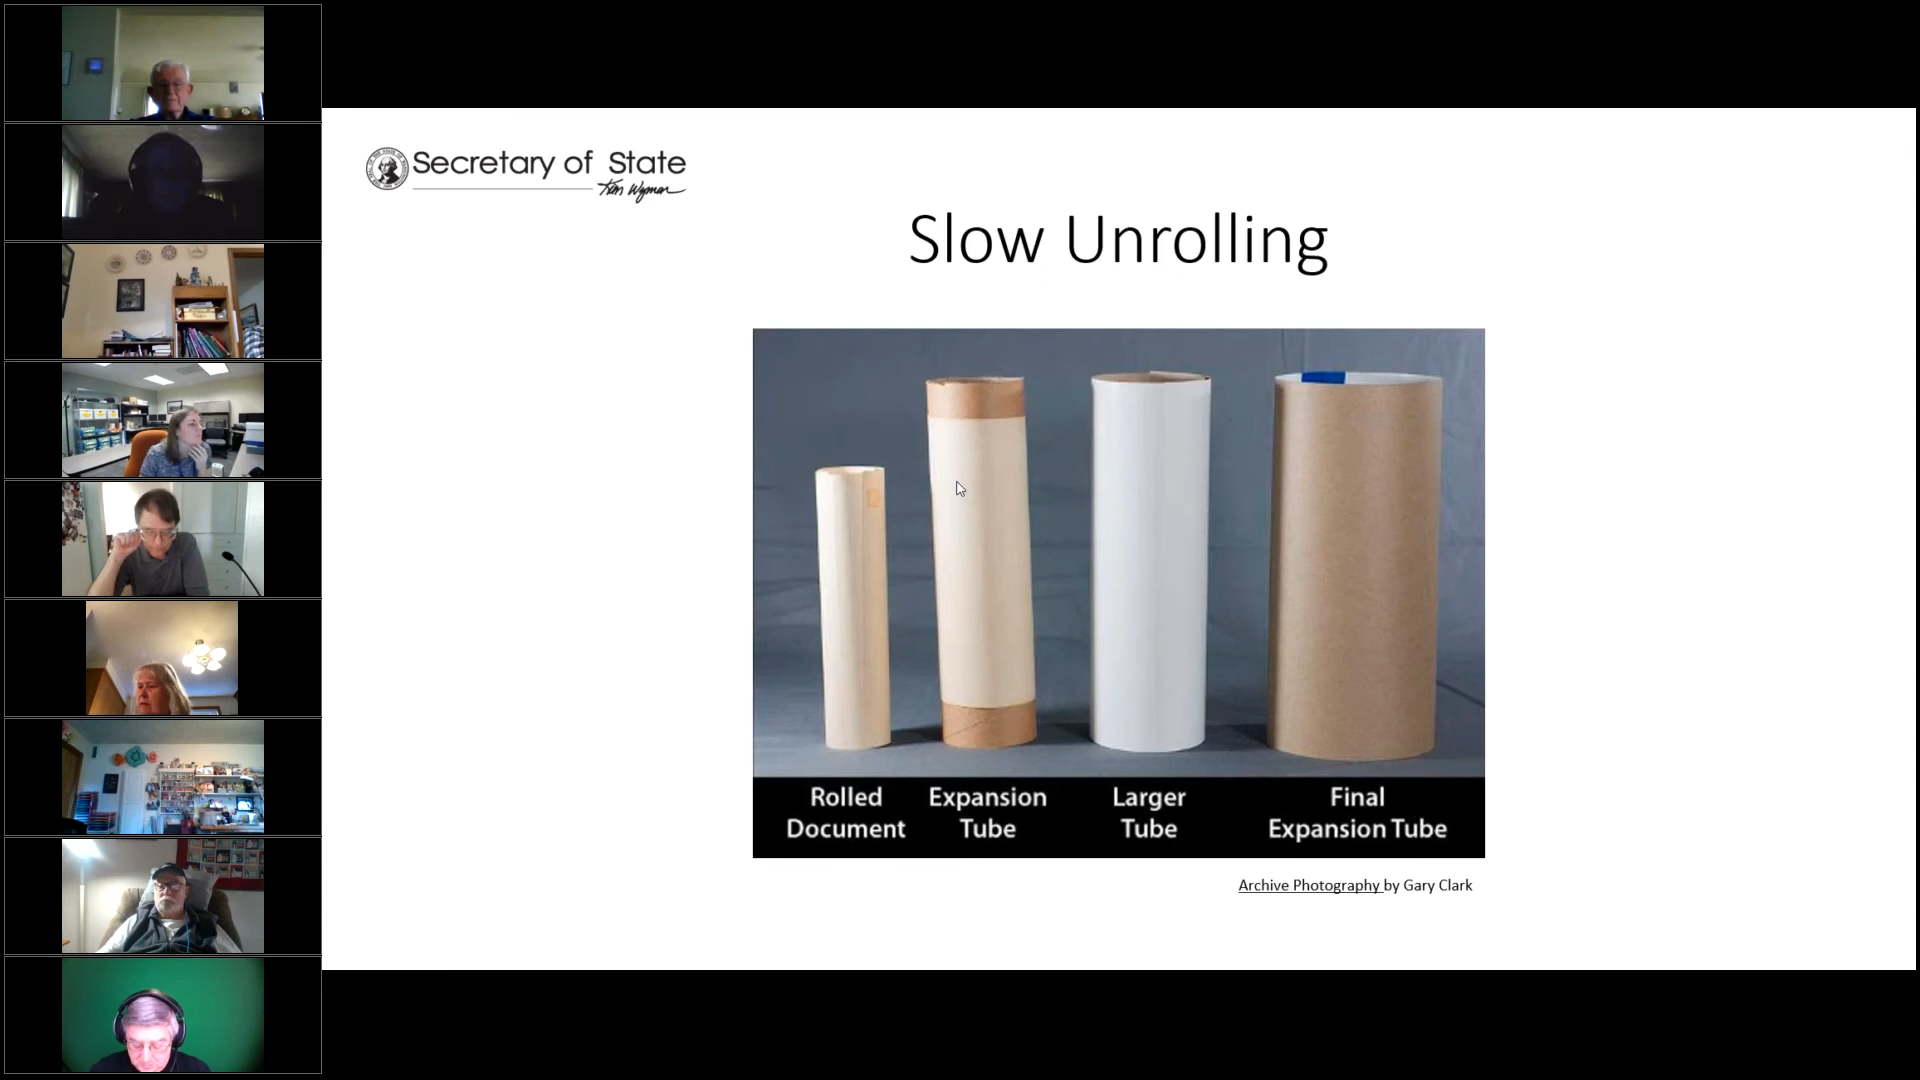 Secretary of State
Kim Wyman
Slow Unrolling
Rolled Document
Expansion Tube
Larger Tube
Final Expansion Tube
Archive Photography by Gary Clark